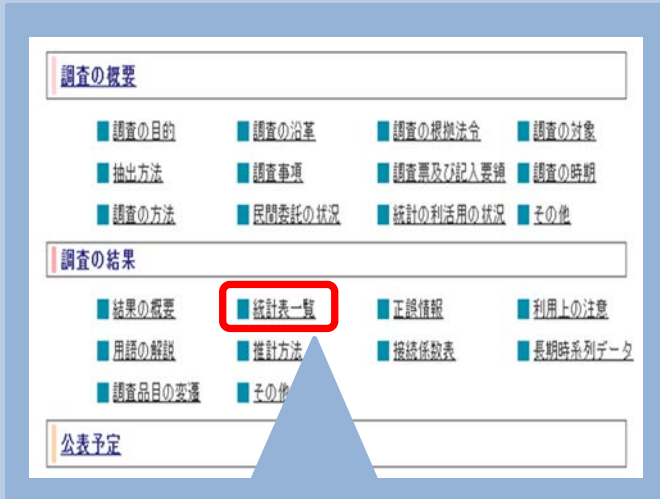 調査の概要
■調査の目的 ■調査の沿革 ■調査の根拠法令 ■調査の対象
■抽出方法 ■調査事項 ■調査票及び記入要領 ■調査の時期
■調査の方法 ■民間委託の状況 ■統計の利活用の状況 ■その他
調査の結果
■結果の概要 ■統計表一覧 ■正誤情報 ■利用上の注意
■用語の解説 ■推計方法 ■接続係数表 ■長期時系列データ
■調査品目の変遷 ■その他
公表予定